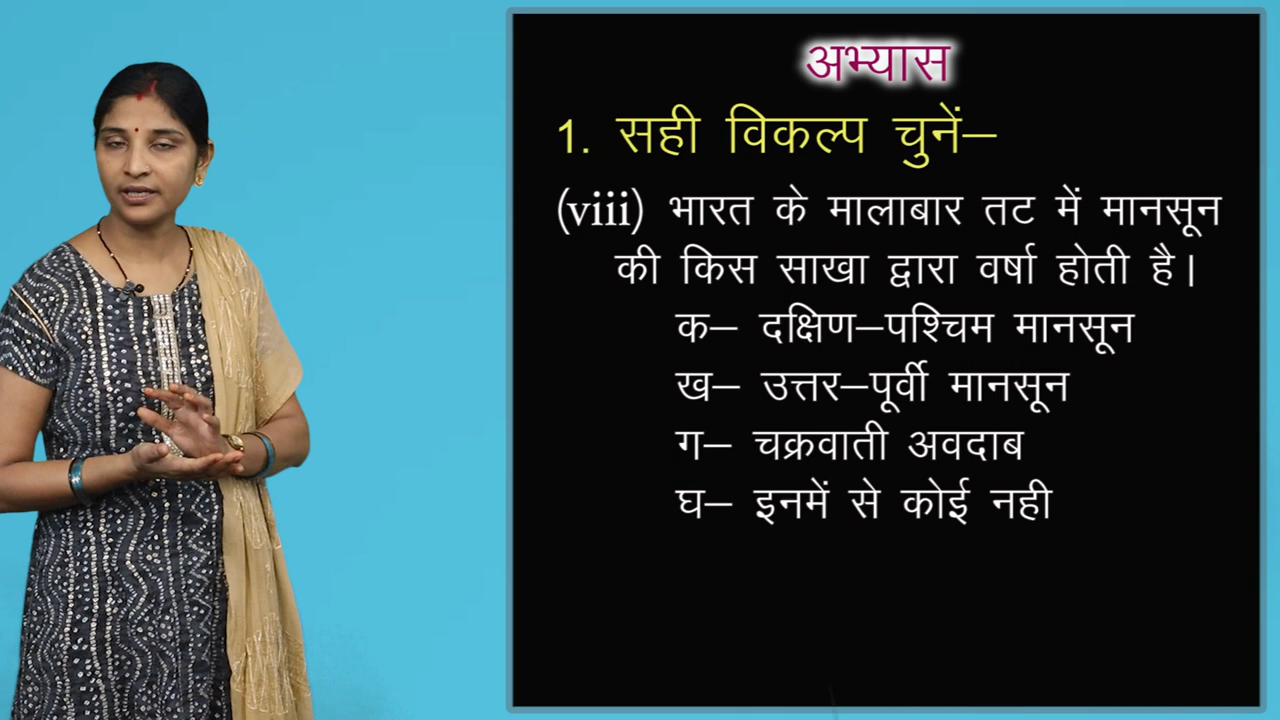 अभ्यास
1. सही विकल्प चुनें–
(viii) भारत के मालाबार तट में मानसून
की किस साखा द्वारा वर्षा होती है।
क– दक्षिण–पश्चिम मानसून
ख– उत्तर–पूर्वी मानसून
ग– चक्रवाती अवदाब
घ– इनमें से कोई नही